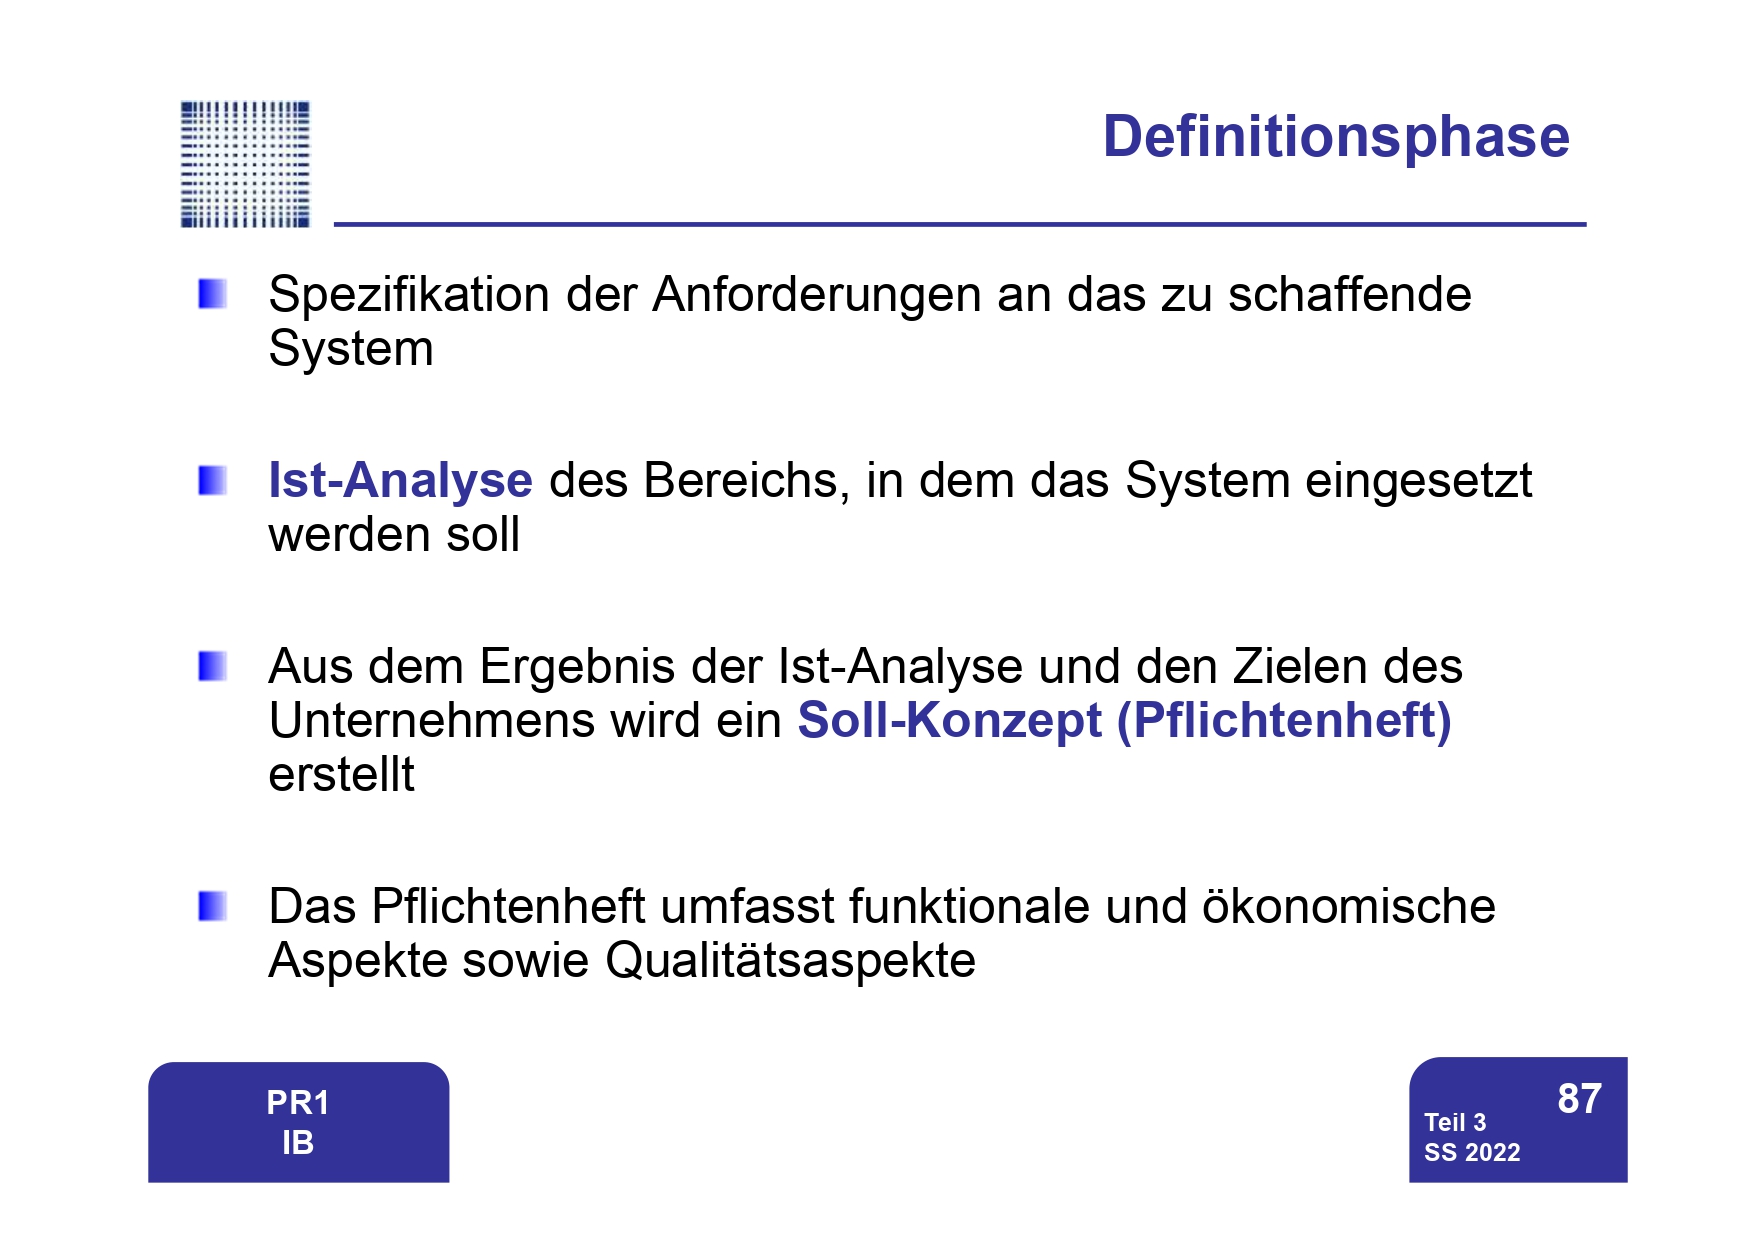 Definitionsphase
Spezifikation der Anforderungen an das zu schaffende
System
Ist-Analyse des Bereichs, in dem das System eingesetzt
werden soll
Aus dem Ergebnis der Ist-Analyse und den Zielen des
Unternehmens wird ein Soll-Konzept (Pflichtenheft)
erstellt
Das Pflichtenheft umfasst funktionale und ökonomische
Aspekte sowie Qualitätsaspekte
PR1
IB
87
Teil 3
SS 2022